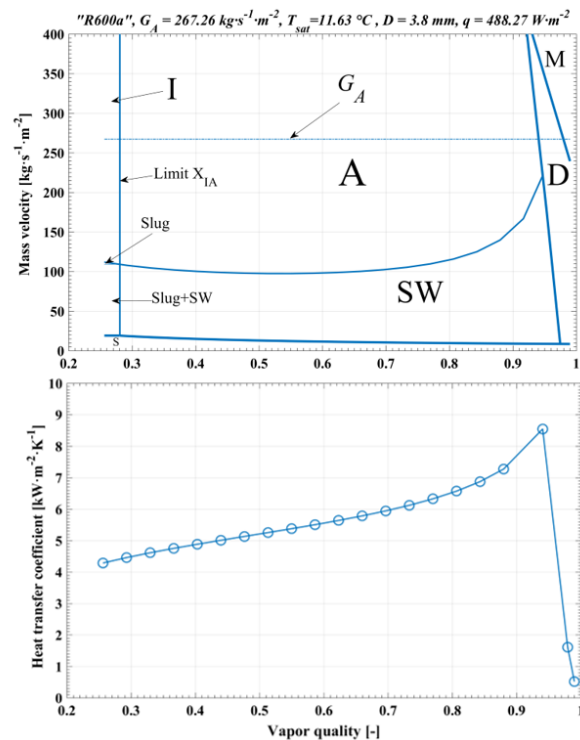 "R600a", G_A = 267.26 kg·s⁻¹·m⁻², T_sat=11.63 °C , D = 3.8 mm, q = 488.27 W·m⁻²
Mass velocity [kg·s⁻¹·m⁻²]
400
350
300
250
200
150
100
50
0
I
G_A
M
A
D
Limit X_IA
Slug
SW
Slug+SW
S
0.2 0.3 0.4 0.5 0.6 0.7 0.8 0.9 1
Heat transfer coefficient [kW·m⁻²·K⁻¹]
10
9
8
7
6
5
4
3
2
1
0
0.2 0.3 0.4 0.5 0.6 0.7 0.8 0.9 1
Vapor quality [-]